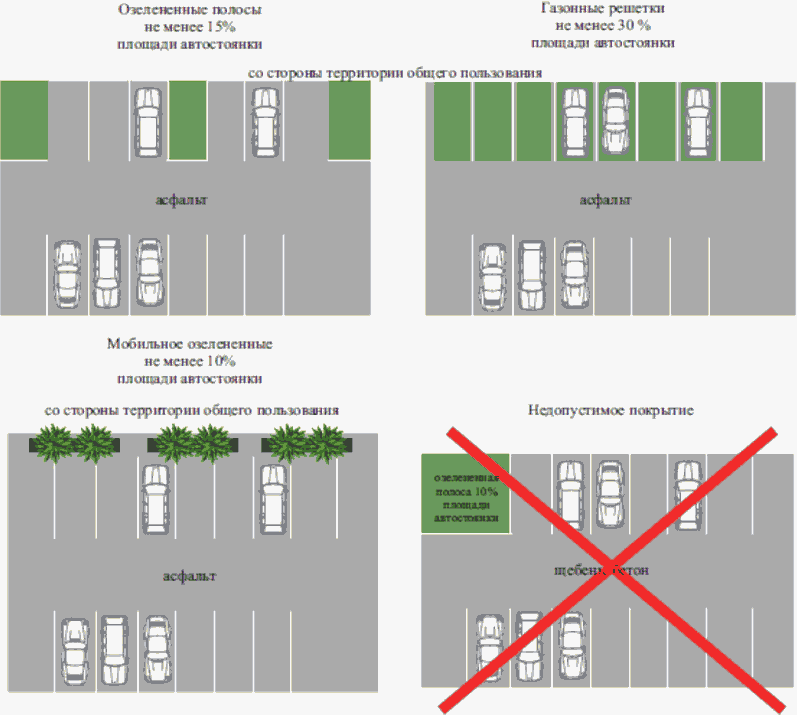 Озелененные полосы
не менее 15%
площади автостоянки
Газонные решетки
не менее 30 %
площади автостоянки
со стороны территории общего пользования
асфальт
асфальт
Мобильное озелененные
не менее 10%
площади автостоянки
со стороны территории общего пользования
Недопустимое покрытие
озелененная
полоса 10%
площади
автостоянки
асфальт
щебень, бетон